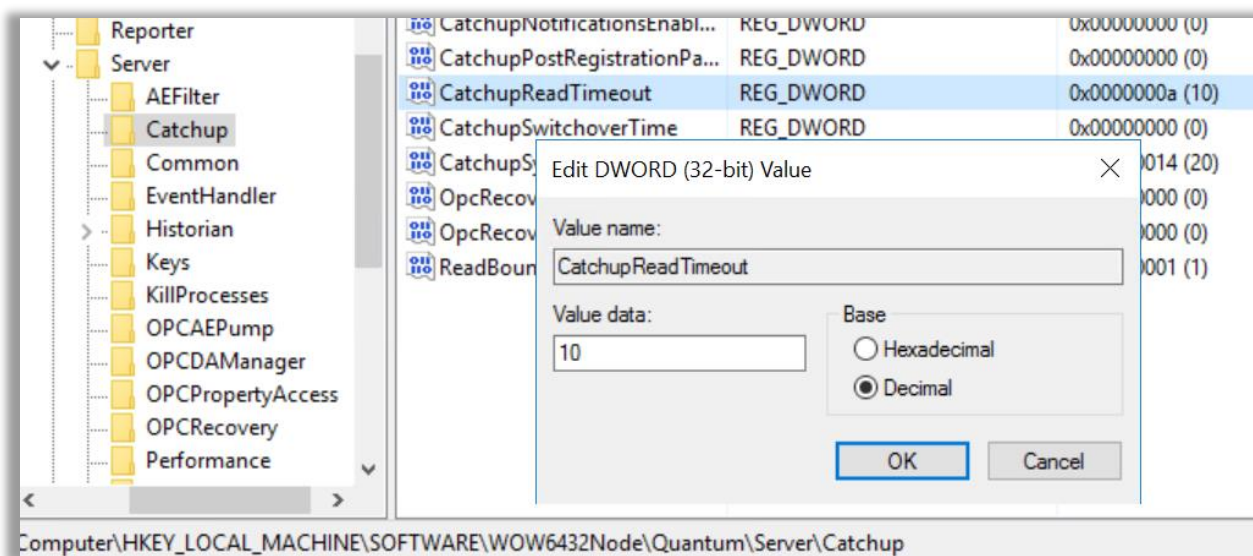 Reporter
Server
AEFilter
Catchup
Common
EventHandler
Historian
Keys
KillProcesses
OPCAEPump
OPCDAManager
OPCPropertyAccess
OPCRecovery
Performance
CatchupNotificationsEnabl... REG_DWORD 0x00000000 (0)
CatchupPostRegistrationPa... REG_DWORD 0x00000000 (0)
CatchupReadTimeout REG_DWORD 0x0000000a (10)
CatchupSwitchoverTime REG_DWORD 0x00000000 (0)
CatchupSy 0014 (20)
OpcRecov 0000 (0)
OpcRecov 0000 (0)
ReadBoun 0001 (1)
Edit DWORD (32-bit) Value
Value name:
CatchupReadTimeout
Value data:
10
Base
Hexadecimal
Decimal
OK Cancel
Computer\HKEY_LOCAL_MACHINE\SOFTWARE\WOW6432Node\Quantum\Server\Catchup